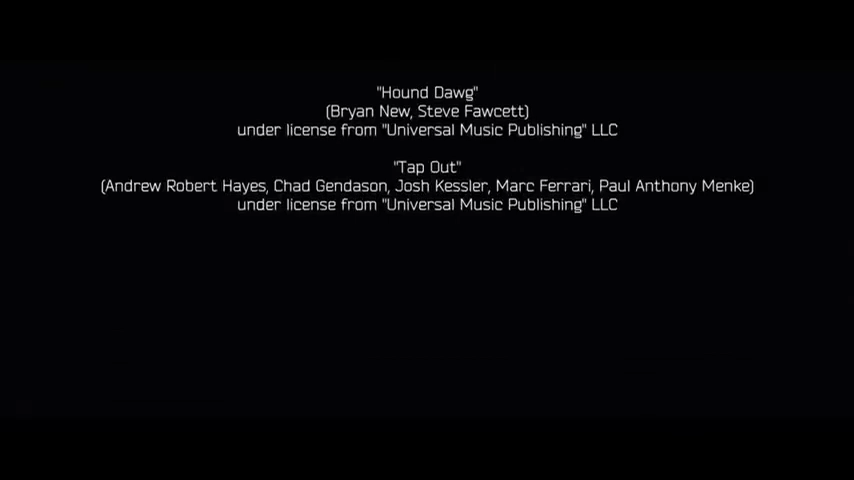 "Hound Dawg"
(Bryan New, Steve Fawcett)
under license from "Universal Music Publishing" LLC
"Tap Out"
(Andrew Robert Hayes, Chad Gendason, Josh Kessler, Marc Ferrari, Paul Anthony Menke)
under license from "Universal Music Publishing" LLC